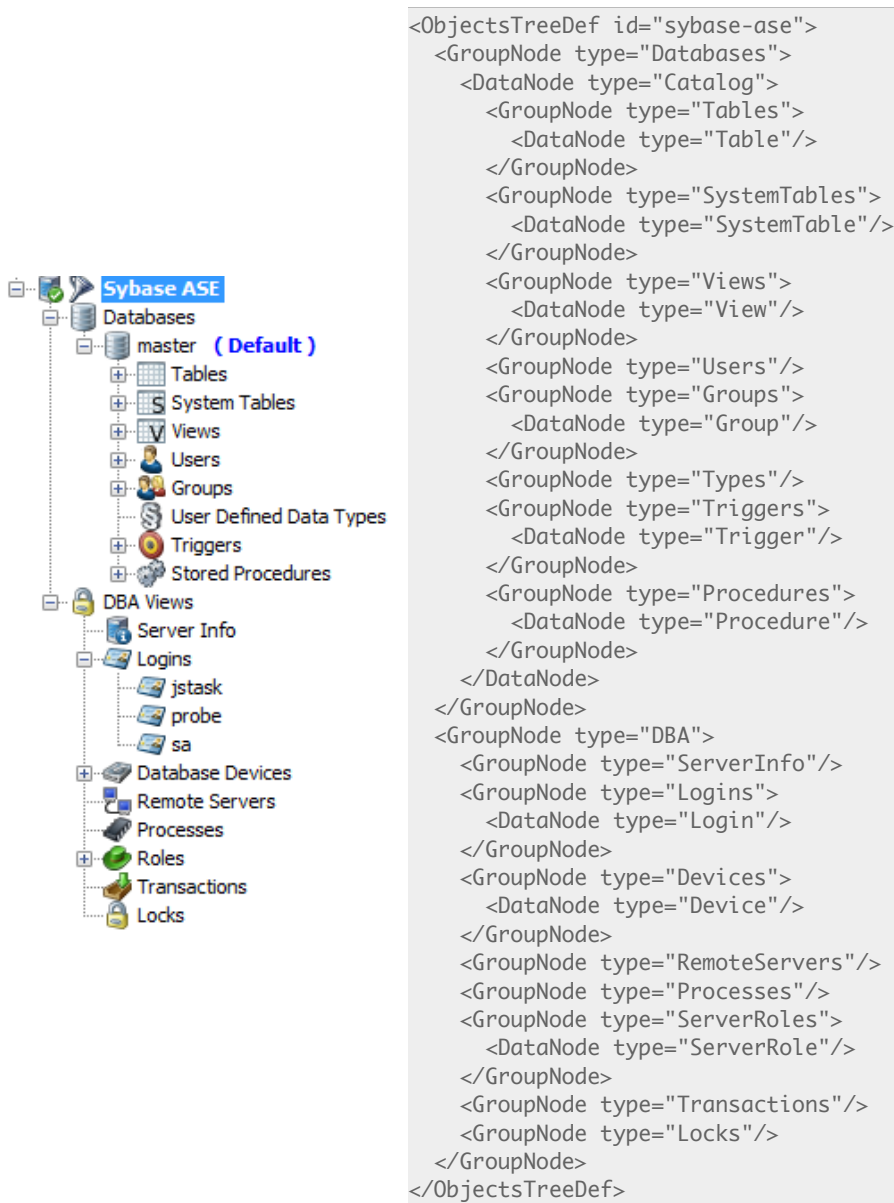 Sybase ASE
Databases
master ( Default )
Tables
S System Tables
V Views
Users
Groups
User Defined Data Types
Triggers
Stored Procedures
DBA Views
Server Info
Logins
jstask
probe
sa
Database Devices
Remote Servers
Processes
Roles
Transactions
Locks
<ObjectsTreeDef id="sybase-ase">
  <GroupNode type="Databases">
    <DataNode type="Catalog">
      <GroupNode type="Tables">
        <DataNode type="Table"/>
      </GroupNode>
      <GroupNode type="SystemTables">
        <DataNode type="SystemTable"/>
      </GroupNode>
      <GroupNode type="Views">
        <DataNode type="View"/>
      </GroupNode>
      <GroupNode type="Users"/>
      <GroupNode type="Groups">
        <DataNode type="Group"/>
      </GroupNode>
      <GroupNode type="Types"/>
      <GroupNode type="Triggers">
        <DataNode type="Trigger"/>
      </GroupNode>
      <GroupNode type="Procedures">
        <DataNode type="Procedure"/>
      </GroupNode>
    </DataNode>
  </GroupNode>
  <GroupNode type="DBA">
    <GroupNode type="ServerInfo"/>
    <GroupNode type="Logins">
      <DataNode type="Login"/>
    </GroupNode>
    <GroupNode type="Devices">
      <DataNode type="Device"/>
    </GroupNode>
    <GroupNode type="RemoteServers"/>
    <GroupNode type="Processes"/>
    <GroupNode type="ServerRoles">
      <DataNode type="ServerRole"/>
    </GroupNode>
    <GroupNode type="Transactions"/>
    <GroupNode type="Locks"/>
  </GroupNode>
</ObjectsTreeDef>